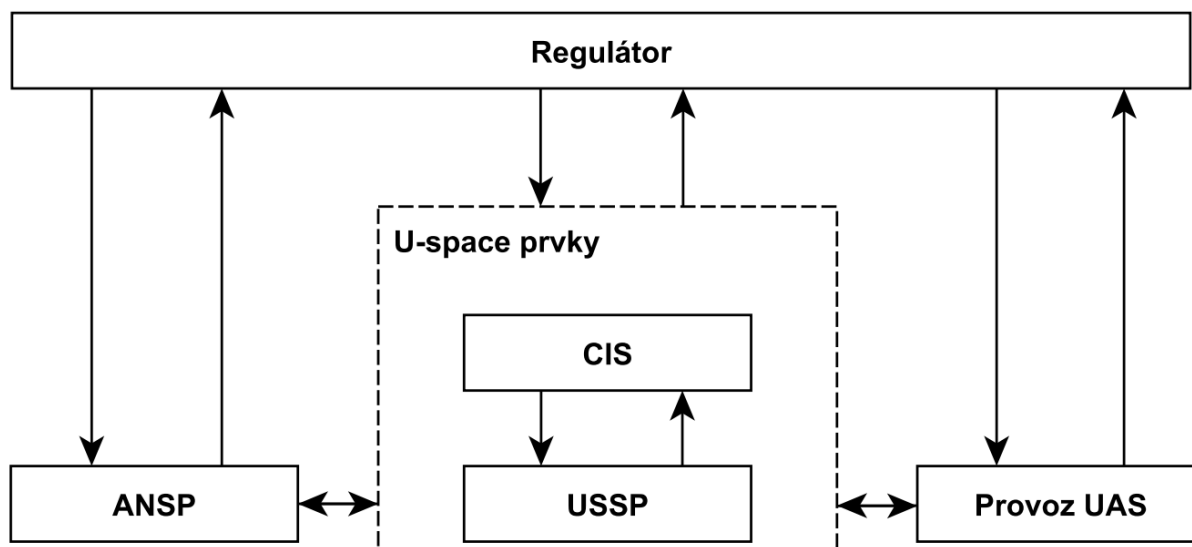 Regulátor
U-space prvky
CIS
ANSP
USSP
Provoz UAS